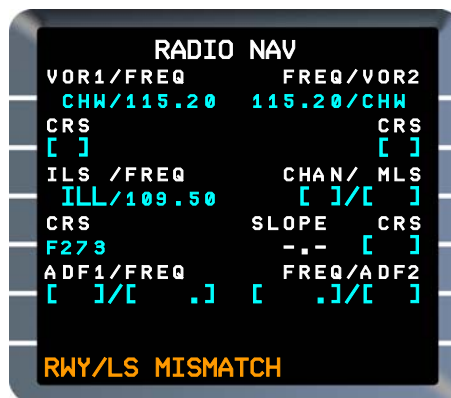 RADIO NAV
VOR1/FREQ FREQ/VOR2
CHW/115.20 115.20/CHW
CRS CRS
[ ] [ ]
ILS /FREQ CHAN/ MLS
ILL/109.50 [ ]/[ ]
CRS SLOPE CRS
F273 -.- [ ]
ADF1/FREQ FREQ/ADF2
[ ]/[ .] [ .]/[ ]
RWY/LS MISMATCH